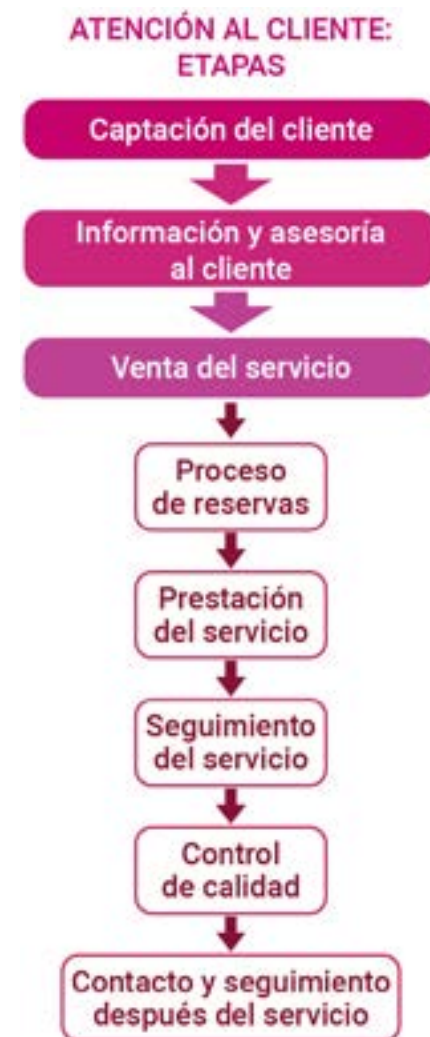 ATENCIÓN AL CLIENTE:
ETAPAS
Captación del cliente
Información y asesoría
al cliente
Venta del servicio
Proceso
de reservas
Prestación
del servicio
Seguimiento
del servicio
Control
de calidad
Contacto y seguimiento
después del servicio